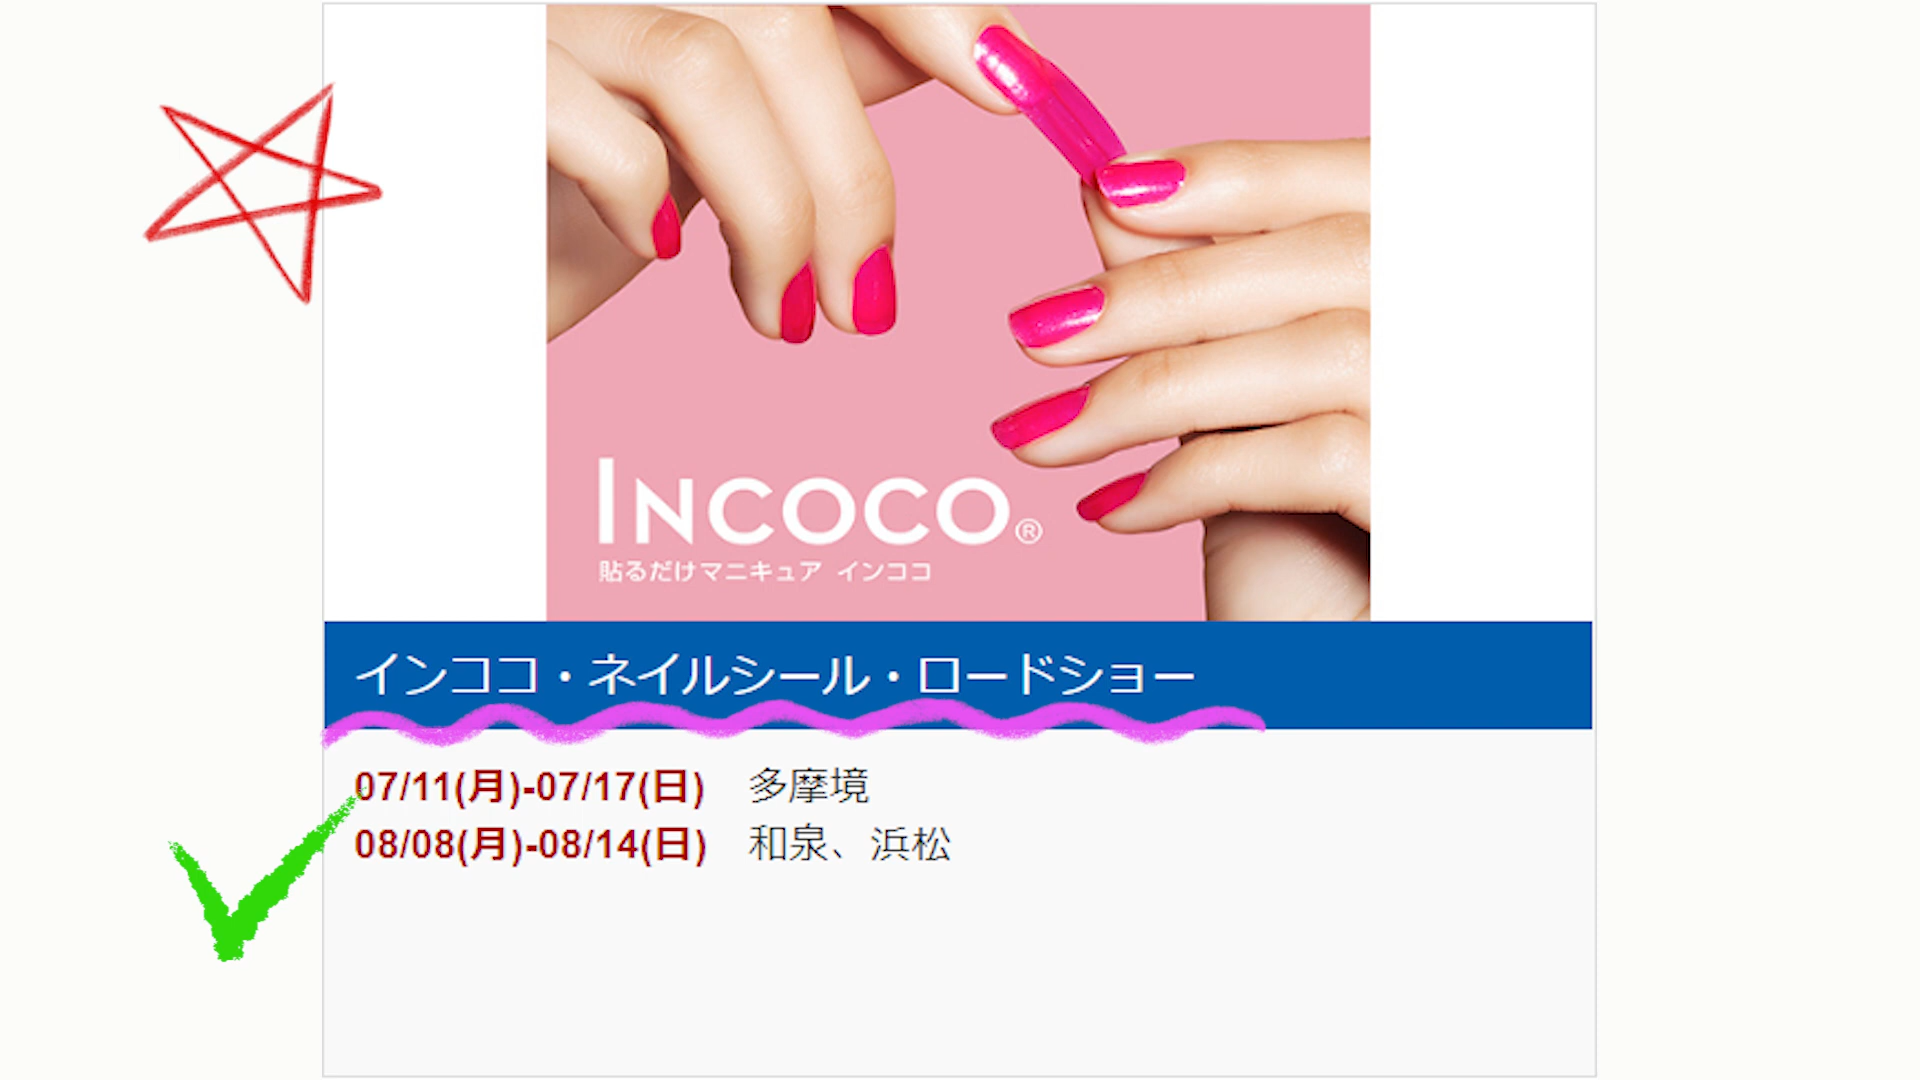 INCOCO®
貼るだけマニキュア インココ
インココ・ネイルシール・ロードショー
07/11(月)-07/17(日) 多摩境
08/08(月)-08/14(日) 和泉、浜松